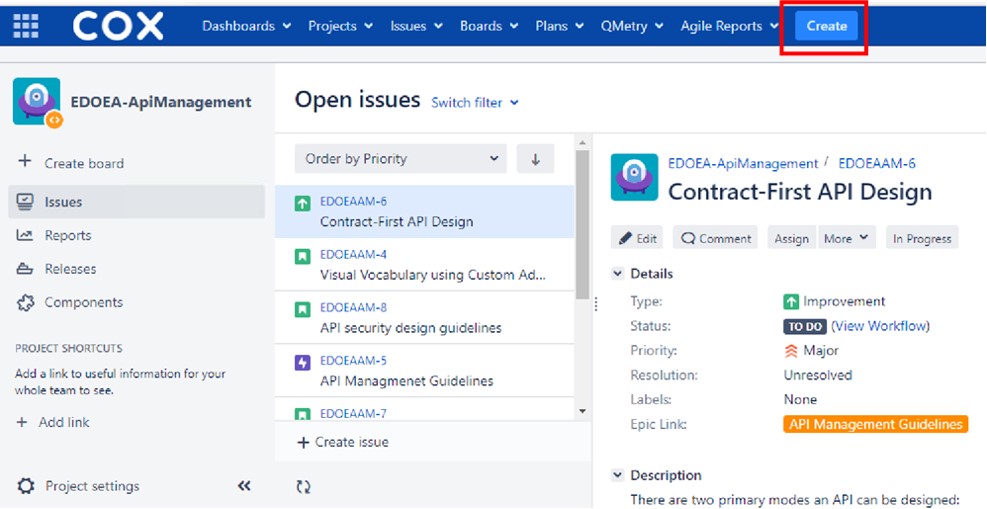 COX Dashboards Projects Issues Boards Plans QMetry Agile Reports Create
EDOEA-ApiManagement
Create board
Issues
Reports
Releases
Components
PROJECT SHORTCUTS
Add a link to useful information for your
whole team to see.
+ Add link
Project settings
Open issues Switch filter
Order by Priority
EDOEAAM-6
Contract-First API Design
EDOEAAM-4
Visual Vocabulary using Custom Ad...
EDOEAAM-8
API security design guidelines
EDOEAAM-5
API Managmenet Guidelines
EDOEAAM-7
+ Create issue
EDOEA-ApiManagement / EDOEAAM-6
Contract-First API Design
Edit Comment Assign More In Progress
Details
Type: Improvement
Status: TO DO (View Workflow)
Priority: Major
Resolution: Unresolved
Labels: None
Epic Link: API Management Guidelines
Description
There are two primary modes an API can be designed: